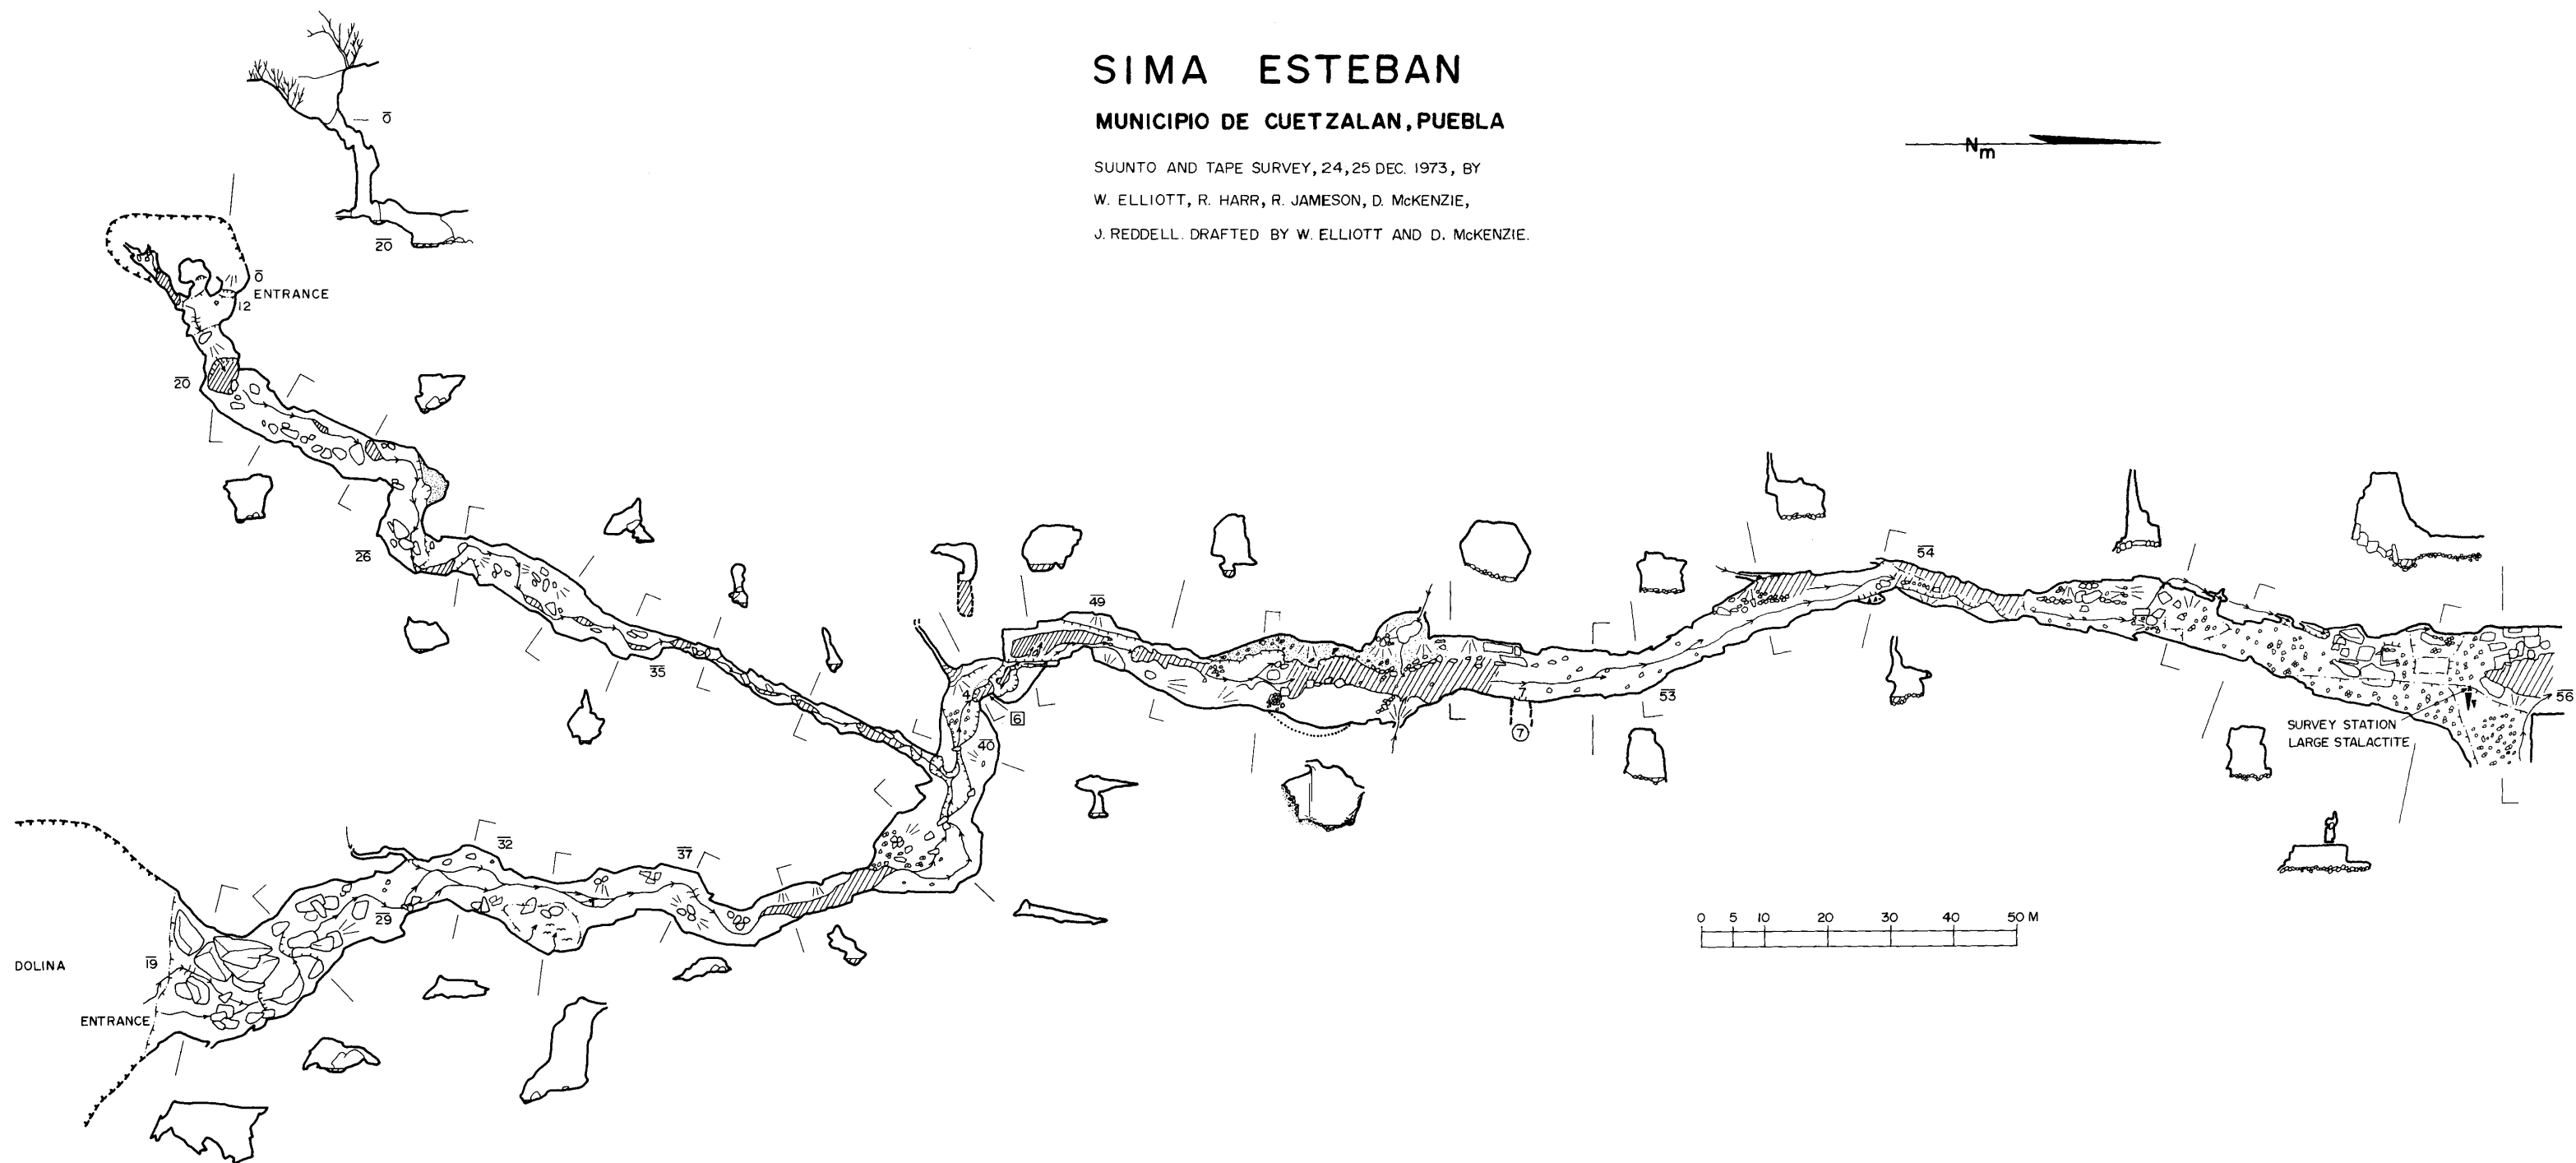 SIMA ESTEBAN
MUNICIPIO DE CUETZALAN, PUEBLA
SUUNTO AND TAPE SURVEY, 24, 25 DEC. 1973, BY
W. ELLIOTT, R. HARR, R. JAMESON, D. McKENZIE,
J. REDDELL. DRAFTED BY W. ELLIOTT AND D. McKENZIE.
Nm
0
20
0
ENTRANCE
12
20
26
35
49
54
4
6
40
7
7
53
56
SURVEY STATION
LARGE STALACTITE
32
37
29
19
DOLINA
ENTRANCE
0 5 10 20 30 40 50 M